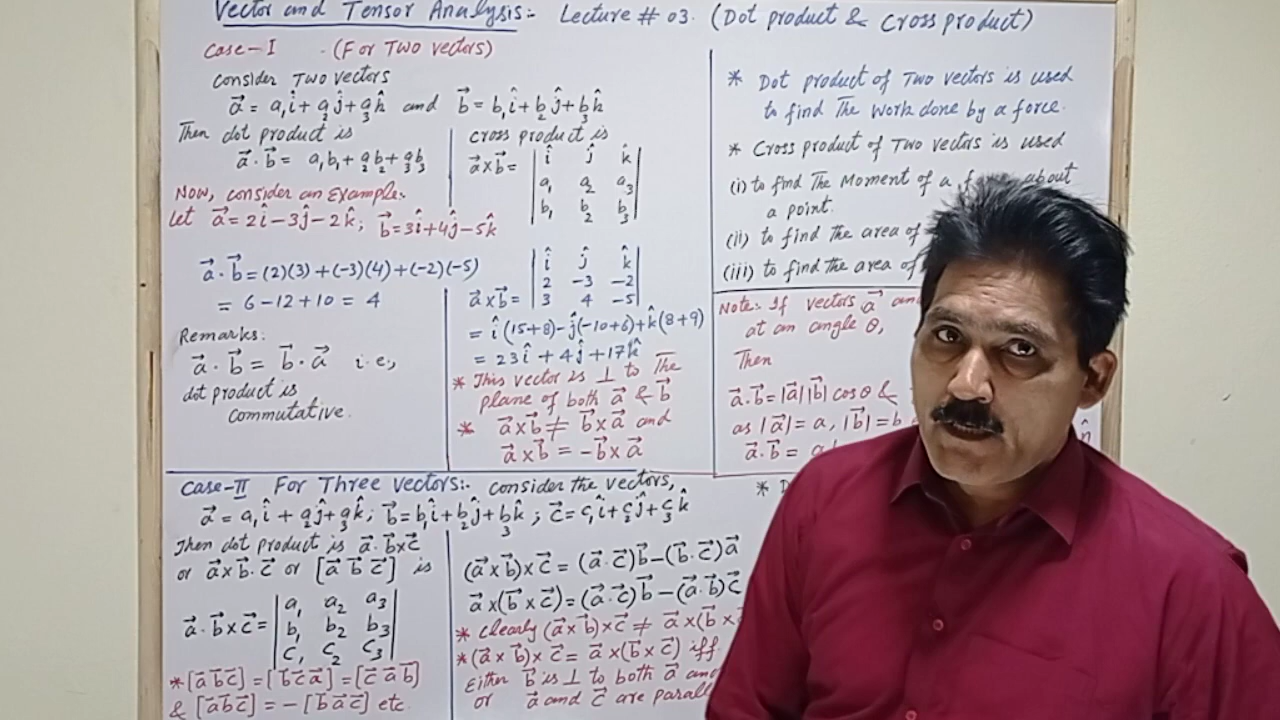 Vector and Tensor Analysis:- Lecture # 03. (Dot product & Cross product)
Case-I - (For Two vectors)
Consider Two vectors
a⃗ = a₁î + a₂ĵ + a₃k̂ and b⃗ = b₁î + b₂ĵ + b₃k̂
Then dot product is
a⃗ . b⃗ = a₁b₁ + a₂b₂ + a₃b₃
Now, consider an Example:
let a⃗ = 2î - 3ĵ - 2k̂ ; b⃗ = 3î + 4ĵ - 5k̂
a⃗ . b⃗ = (2)(3) + (-3)(4) + (-2)(-5)
= 6 - 12 + 10 = 4
Remarks:
a⃗ . b⃗ = b⃗ . a⃗ i.e.,
dot product is
commutative.
cross product is
a⃗ x b⃗ = | î ĵ k̂ |
| a₁ a₂ a₃ |
| b₁ b₂ b₃ |
a⃗ x b⃗ = | î ĵ k̂ |
| 2 -3 -2 |
| 3 4 -5 |
= î(15+8) - ĵ(-10+6) + k̂(8+9)
= 23î + 4ĵ + 17k̂
* This vector is ⊥ to The
plane of both a⃗ & b⃗
* a⃗ x b⃗ ≠ b⃗ x a⃗ and
a⃗ x b⃗ = - b⃗ x a⃗
* Dot product of Two vectors is used
to find The work done by a force.
* Cross product of Two vectors is used
(i) to find The Moment of a about
a point.
(ii) to find the area of
(iii) to find the area of
Note:- If vectors a⃗ and
at an angle θ,
Then
a⃗ . b⃗ = |a⃗| |b⃗| cos θ &
as |a⃗| = a, |b⃗| = b
a⃗ . b⃗ =
n̂
Case-II For Three vectors:- consider the vectors,
a⃗ = a₁î + a₂ĵ + a₃k̂ ; b⃗ = b₁î + b₂ĵ + b₃k̂ ; c⃗ = c₁î + c₂ĵ + c₃k̂
Then dot product is a⃗ . b⃗ x c⃗
or a⃗ x b⃗ . c⃗ or [a⃗ b⃗ c⃗] is
a⃗ . b⃗ x c⃗ = | a₁ a₂ a₃ |
| b₁ b₂ b₃ |
| c₁ c₂ c₃ |
* [a⃗ b⃗ c⃗] = [b⃗ c⃗ a⃗] = [c⃗ a⃗ b⃗]
& [a⃗ b⃗ c⃗] = - [b⃗ a⃗ c⃗] etc.
(a⃗ x b⃗) x c⃗ = (a⃗ . c⃗) b⃗ - (b⃗ . c⃗) a⃗
a⃗ x (b⃗ x c⃗) = (a⃗ . c⃗) b⃗ - (a⃗ . b⃗) c⃗
* Clearly (a⃗ x b⃗) x c⃗ ≠ a⃗ x (b⃗ x
* (a⃗ x b⃗) x c⃗ = a⃗ x (b⃗ x c⃗) iff
Either b⃗ is ⊥ to both a⃗ and
or a⃗ and c⃗ are parall
*